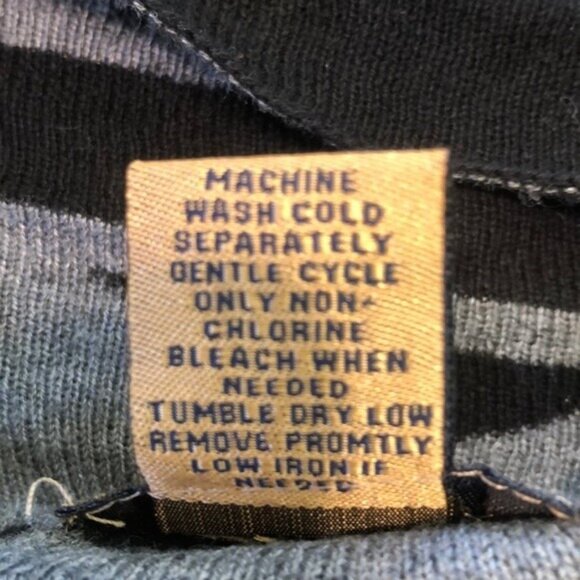 MACHINE
WASH COLD
SEPARATELY
GENTLE CYCLE
ONLY NON-
CHLORINE
BLEACH WHEN
NEEDED
TUMBLE DRY LOW
REMOVE PROMTLY
LOW IRON IF
NEEDED